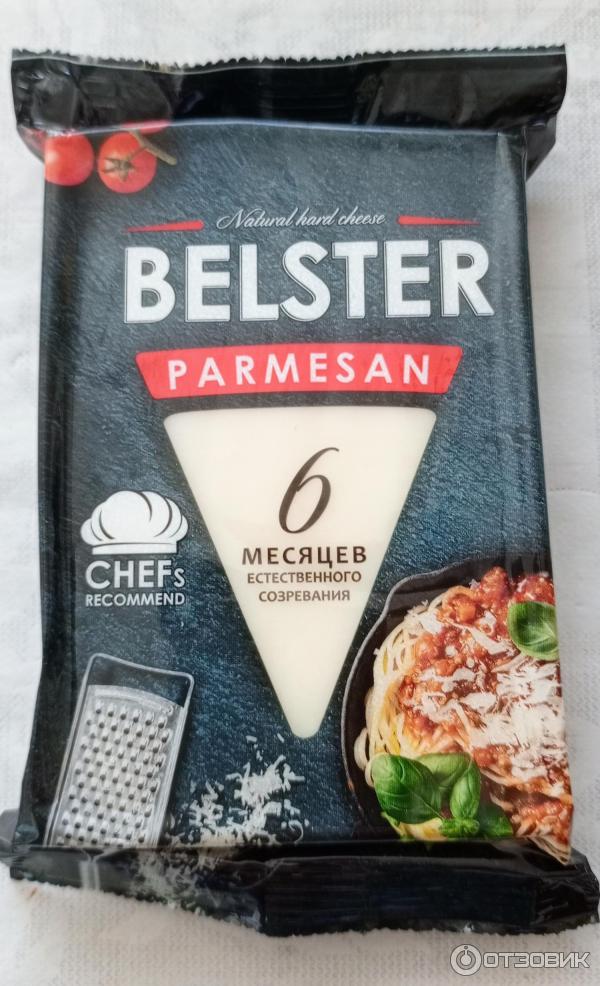 Natural hard cheese
BELSTER
PARMESAN
6
МЕСЯЦЕВ
ЕСТЕСТВЕННОГО
СОЗРЕВАНИЯ
CHEFs
RECOMMEND
ОТЗОВИК